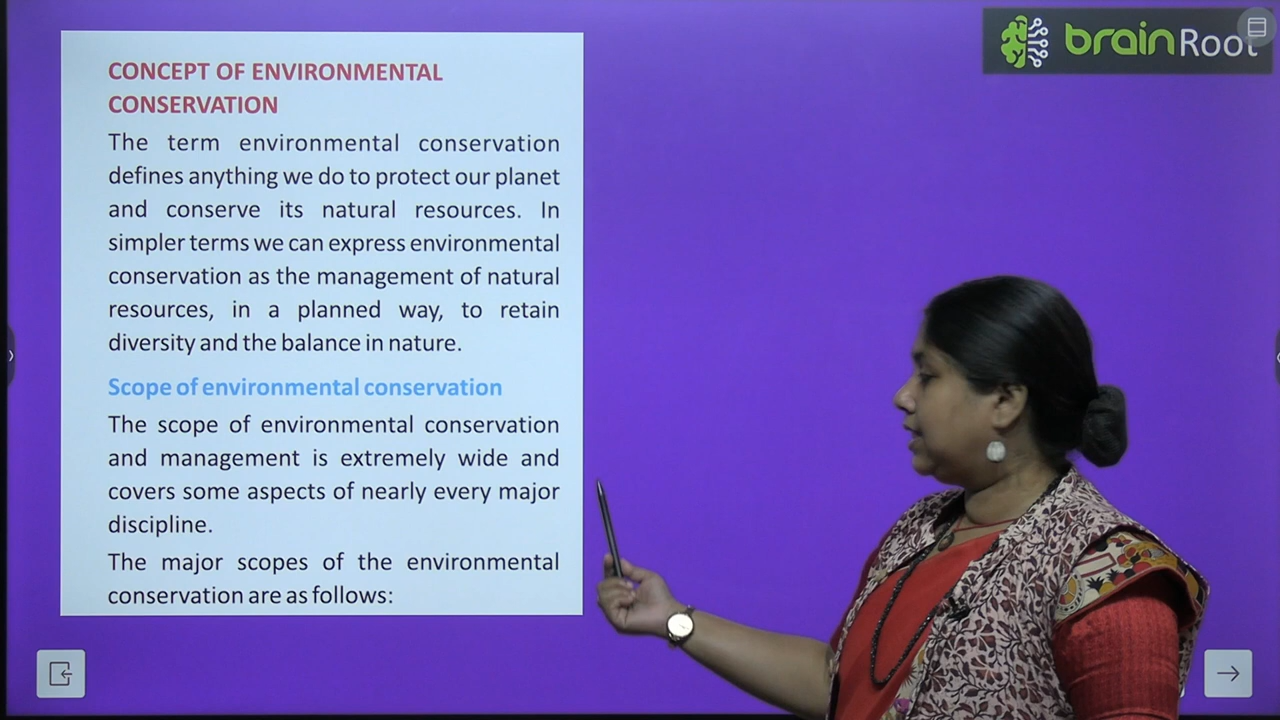 brainRoot
CONCEPT OF ENVIRONMENTAL
CONSERVATION
The term environmental conservation
defines anything we do to protect our planet
and conserve its natural resources. In
simpler terms we can express environmental
conservation as the management of natural
resources, in a planned way, to retain
diversity and the balance in nature.
Scope of environmental conservation
The scope of environmental conservation
and management is extremely wide and
covers some aspects of nearly every major
discipline.
The major scopes of the environmental
conservation are as follows: